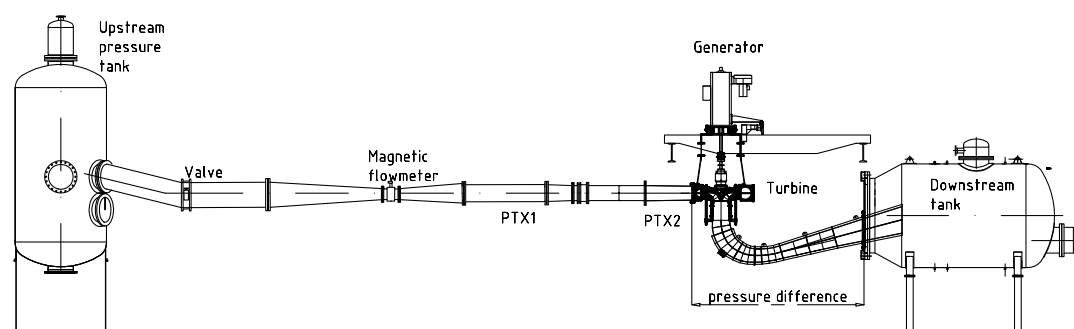 Upstream
pressure
tank
Generator
Magnetic
flowmeter
Valve
Turbine
Downstream
tank
PTX1
PTX2
pressure difference